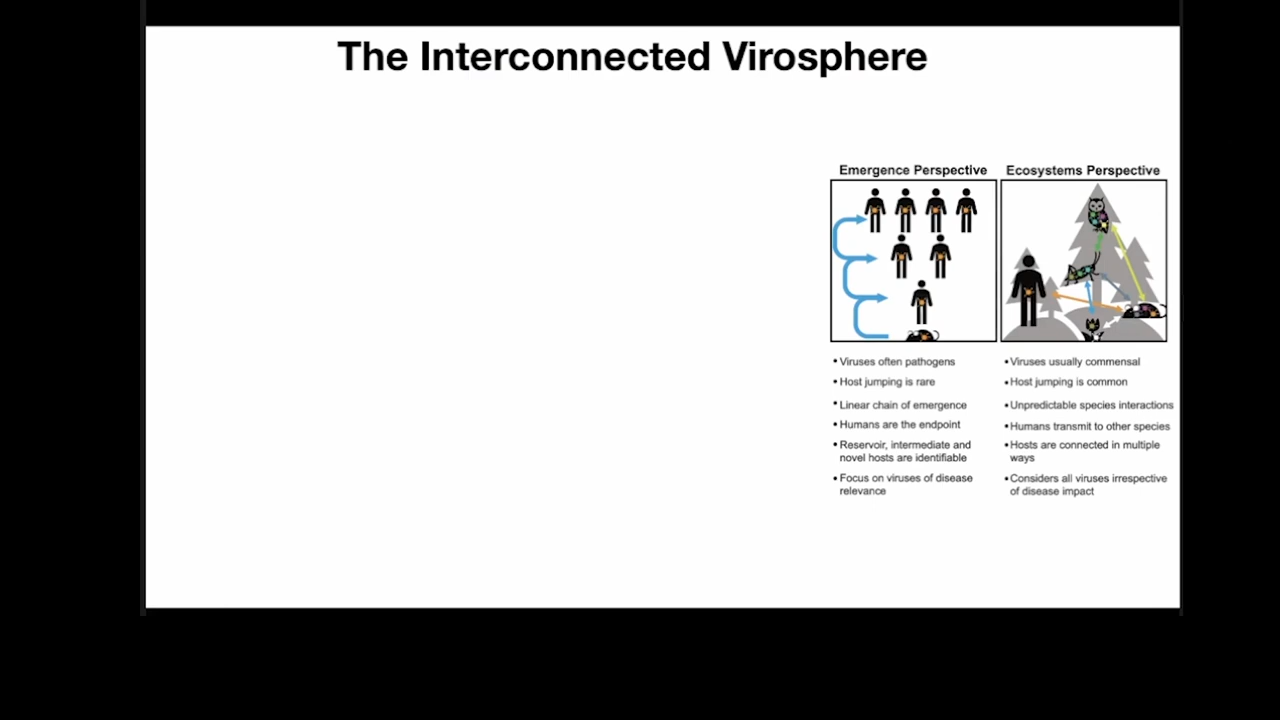 The Interconnected Virosphere
Emergence Perspective
• Viruses often pathogens
• Host jumping is rare
• Linear chain of emergence
• Humans are the endpoint
• Reservoir, intermediate and
novel hosts are identifiable
• Focus on viruses of disease
relevance
Ecosystems Perspective
• Viruses usually commensal
• Host jumping is common
• Unpredictable species interactions
• Humans transmit to other species
• Hosts are connected in multiple
ways
• Considers all viruses irrespective
of disease impact